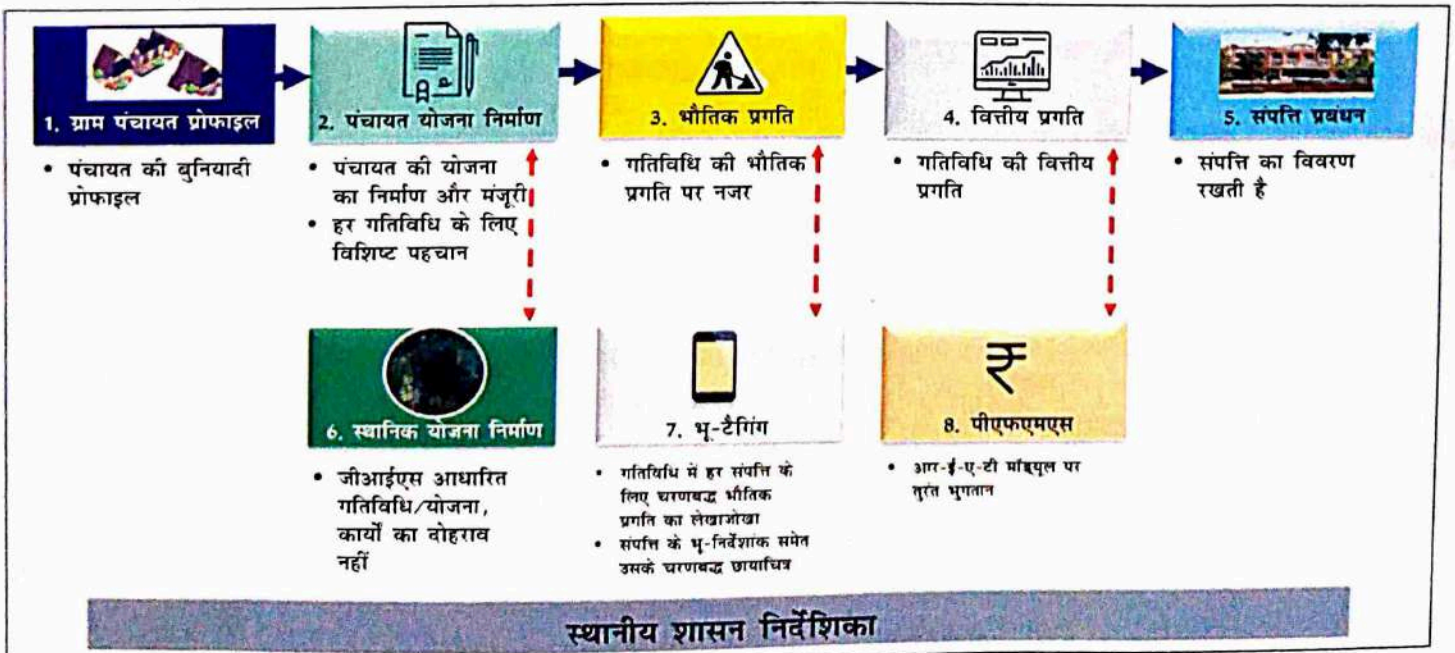 1. ग्राम पंचायत प्रोफाइल
• पंचायत की बुनियादी
प्रोफाइल
2. पंचायत योजना निर्माण
• पंचायत की योजना
का निर्माण और मंजूरी
• हर गतिविधि के लिए
विशिष्ट पहचान
3. भौतिक प्रगति
• गतिविधि की भौतिक
प्रगति पर नजर
4. वित्तीय प्रगति
• गतिविधि की वित्तीय
प्रगति
5. संपत्ति प्रबंधन
• संपत्ति का विवरण
रखती है
6. स्थानिक योजना निर्माण
• जीआईएस आधारित
गतिविधि/योजना,
कार्यों का दोहराव
नहीं
7. भू-टैगिंग
• गतिविधि में हर संपत्ति के
लिए चरणबद्ध भौतिक
प्रगति का लेखाजोखा
• संपत्ति के भू-निर्देशांक समेत
उसके चरणबद्ध छायाचित्र
₹
8. पीएफएमएस
• आर-ई-ए-टी मॉड्यूल पर
तुरंत भुगतान
स्थानीय शासन निर्देशिका